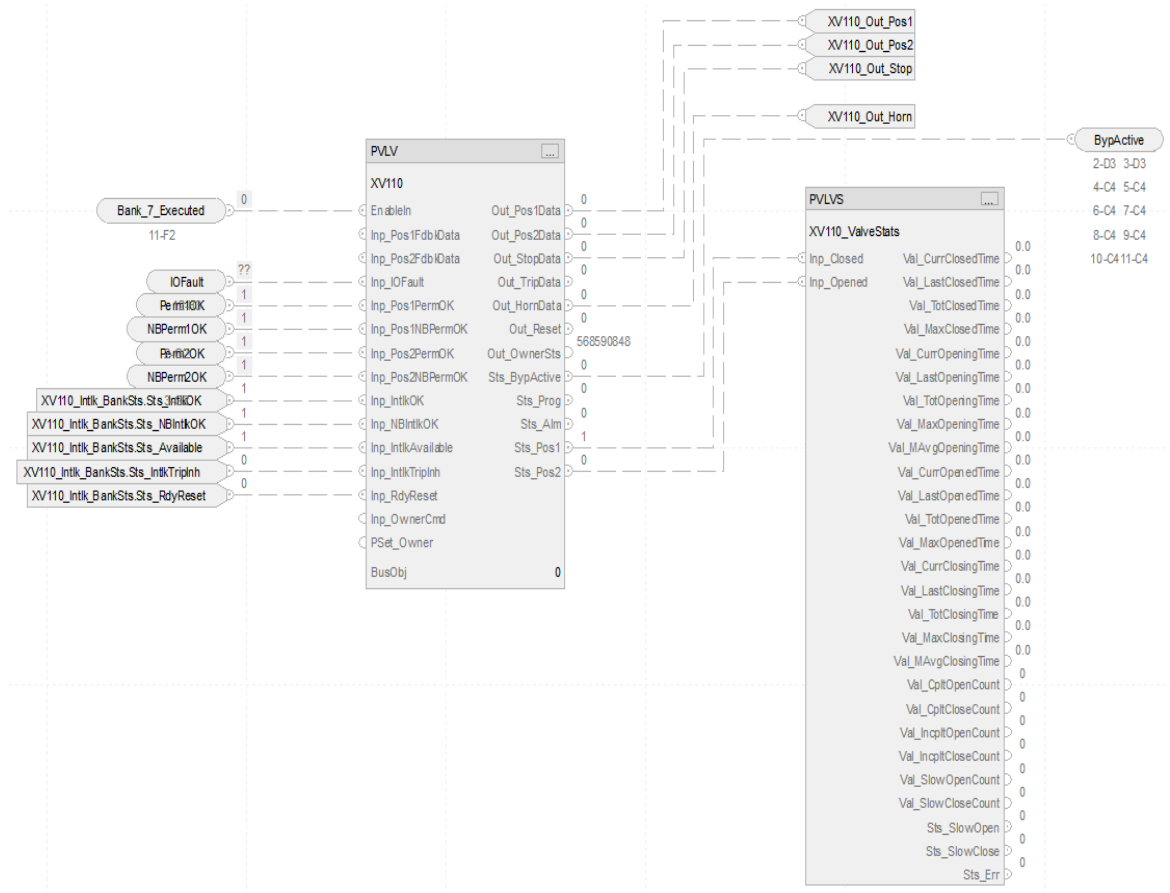 XV110_Out_Pos1
XV110_Out_Pos2
XV110_Out_Stop
XV110_Out_Horn
BypActive
2-D3 3-D3
4-C4 5-C4
6-C4 7-C4
8-C4 9-C4
10-C4 11-C4
PVLV
...
XV110
Bank_7_Executed
11-F2
0
EnableIn
Out_Pos1Data
0
Inp_Pos1FdbkData
Out_Pos2Data
0
Inp_Pos2FdbkData
Out_StopData
0
IOFault
??
Inp_IOFault
Out_TripData
0
Perm1OK
1
Inp_Pos1PermOK
Out_HornData
0
NBPerm1OK
1
Inp_Pos1NBPermOK
Out_Reset
0
Perm2OK
1
Inp_Pos2PermOK
Out_OwnerSts
568590848
NBPerm2OK
1
Inp_Pos2NBPermOK
Sts_BypActive
0
XV110_Intlk_BankSts.Sts_IntlkOK
1
Inp_IntlkOK
Sts_Prog
0
XV110_Intlk_BankSts.Sts_NBIntlkOK
1
Inp_NBIntlkOK
Sts_Alm
0
XV110_Intlk_BankSts.Sts_Available
1
Inp_IntlkAvailable
Sts_Pos1
1
XV110_Intlk_BankSts.Sts_IntlkTripInh
0
Inp_IntlkTripInh
Sts_Pos2
0
XV110_Intlk_BankSts.Sts_RdyReset
0
Inp_RdyReset
Inp_OwnerCmd
PSet_Owner
BusObj
0
PVLVS
...
XV110_ValveStats
Inp_Closed
Val_CurrClosedTime
0.0
Inp_Opened
Val_LastClosedTime
0.0
Val_TotClosedTime
0.0
Val_MaxClosedTime
0.0
Val_CurrOpeningTime
0.0
Val_LastOpeningTime
0.0
Val_TotOpeningTime
0.0
Val_MaxOpeningTime
0.0
Val_MAvgOpeningTime
0.0
Val_CurrOpenedTime
0.0
Val_LastOpenedTime
0.0
Val_TotOpenedTime
0.0
Val_MaxOpenedTime
0.0
Val_CurrClosingTime
0.0
Val_LastClosingTime
0.0
Val_TotClosingTime
0.0
Val_MaxClosingTime
0.0
Val_MAvgClosingTime
0.0
Val_CpltOpenCount
0
Val_CpltCloseCount
0
Val_IncpltOpenCount
0
Val_IncpltCloseCount
0
Val_SlowOpenCount
0
Val_SlowCloseCount
0
Sts_SlowOpen
0
Sts_SlowClose
0
Sts_Err
0